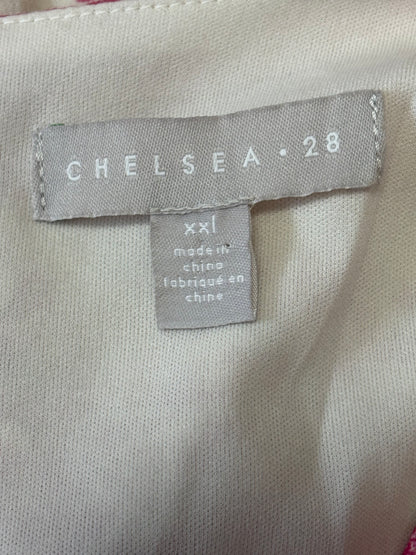 CHELSEA • 28
xxl
made in
china
fabriqué en
chine